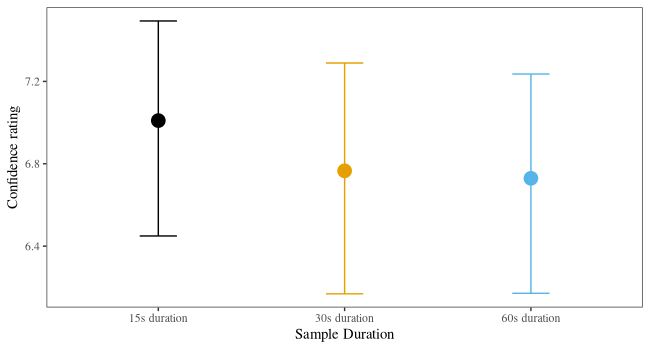 Confidence rating
7.2
6.8
6.4
15s duration
30s duration
60s duration
Sample Duration